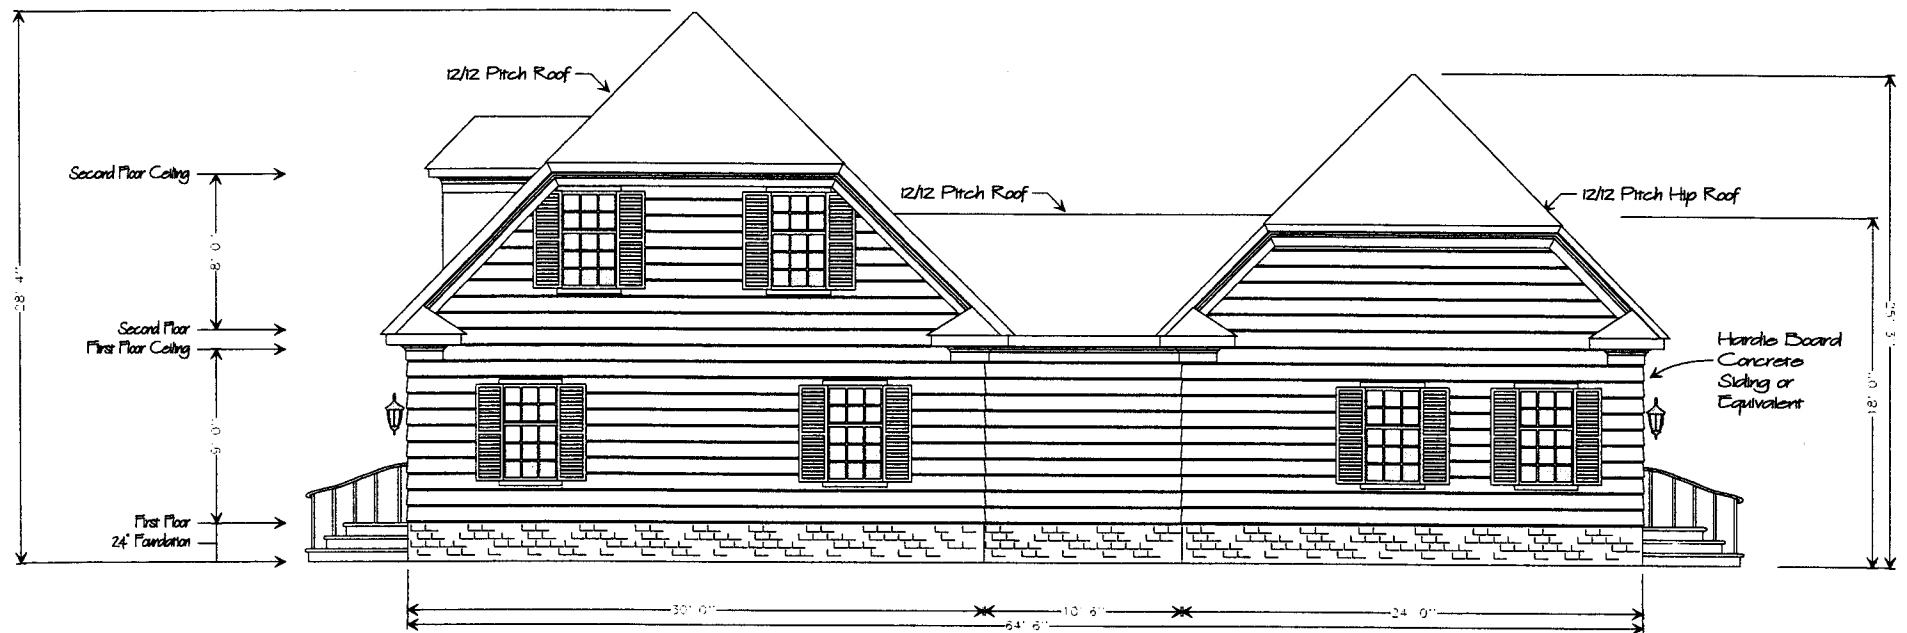 12/12 Pitch Roof
Second Floor Ceiling
12/12 Pitch Roof
12/12 Pitch Hip Roof
8' 0"
28' 4"
25' 3"
Second Floor
First Floor Ceiling
Hardie Board
Concrete
Siding or
Equivalent
18' 0"
9' 0"
First Floor
24" Foundation
30' 0"
10' 6"
24' 0"
64' 6"